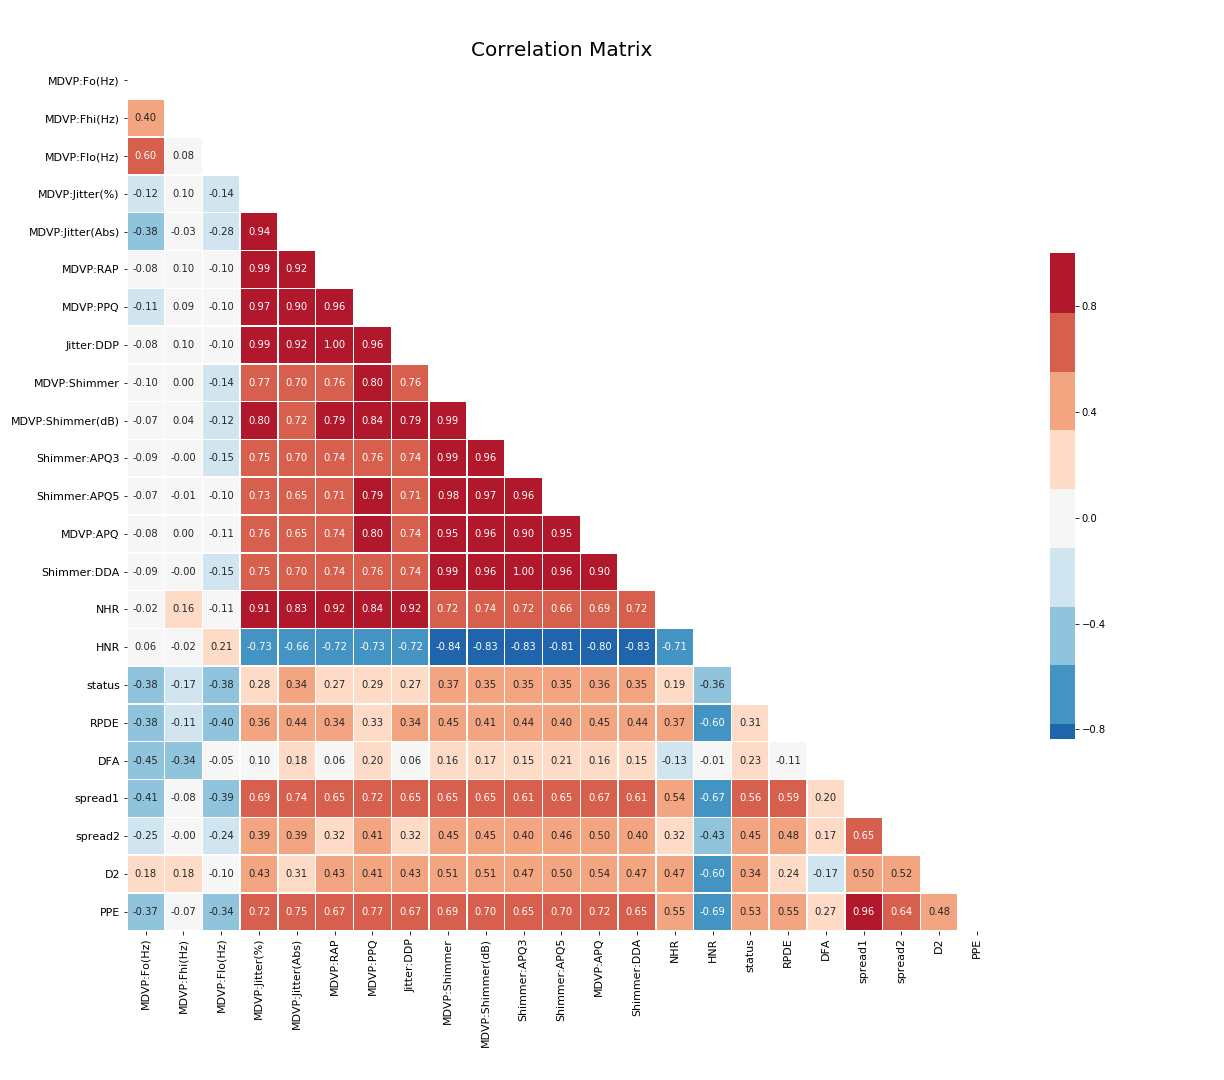 Correlation Matrix
MDVP:Fo(Hz)
MDVP:Fhi(Hz) 0.40
MDVP:Flo(Hz) 0.60 0.08
MDVP:Jitter(%) -0.12 0.10 -0.14
MDVP:Jitter(Abs) -0.38 -0.03 -0.28 0.94
MDVP:RAP -0.08 0.10 -0.10 0.99 0.92
MDVP:PPQ -0.11 0.09 -0.10 0.97 0.90 0.96
Jitter:DDP -0.08 0.10 -0.10 0.99 0.92 1.00 0.96
MDVP:Shimmer -0.10 0.00 -0.14 0.77 0.70 0.76 0.80 0.76
MDVP:Shimmer(dB) -0.07 0.04 -0.12 0.80 0.72 0.79 0.84 0.79 0.99
Shimmer:APQ3 -0.09 -0.00 -0.15 0.75 0.70 0.74 0.76 0.74 0.99 0.96
Shimmer:APQ5 -0.07 -0.01 -0.10 0.73 0.65 0.71 0.79 0.71 0.98 0.97 0.96
MDVP:APQ -0.08 0.00 -0.11 0.76 0.65 0.74 0.80 0.74 0.95 0.96 0.90 0.95
Shimmer:DDA -0.09 -0.00 -0.15 0.75 0.70 0.74 0.76 0.74 0.99 0.96 1.00 0.96 0.90
NHR -0.02 0.16 -0.11 0.91 0.83 0.92 0.84 0.92 0.72 0.74 0.72 0.66 0.69 0.72
HNR 0.06 -0.02 0.21 -0.73 -0.66 -0.72 -0.73 -0.72 -0.84 -0.83 -0.83 -0.81 -0.80 -0.83 -0.71
status -0.38 -0.17 -0.38 0.28 0.34 0.27 0.29 0.27 0.37 0.35 0.35 0.35 0.36 0.35 0.19 -0.36
RPDE -0.38 -0.11 -0.40 0.36 0.44 0.34 0.33 0.34 0.45 0.41 0.44 0.40 0.45 0.44 0.37 -0.60 0.31
DFA -0.45 -0.34 -0.05 0.10 0.18 0.06 0.20 0.06 0.16 0.17 0.15 0.21 0.16 0.15 -0.13 -0.01 0.23 -0.11
spread1 -0.41 -0.08 -0.39 0.69 0.74 0.65 0.72 0.65 0.65 0.65 0.61 0.65 0.67 0.61 0.54 -0.67 0.56 0.59 0.20
spread2 -0.25 -0.00 -0.24 0.39 0.39 0.32 0.41 0.32 0.45 0.45 0.40 0.46 0.50 0.40 0.32 -0.43 0.45 0.48 0.17 0.65
D2 0.18 0.18 -0.10 0.43 0.31 0.43 0.41 0.43 0.51 0.51 0.47 0.50 0.54 0.47 0.47 -0.60 0.34 0.24 -0.17 0.50 0.52
PPE -0.37 -0.07 -0.34 0.72 0.75 0.67 0.77 0.67 0.69 0.70 0.65 0.70 0.72 0.65 0.55 -0.69 0.53 0.55 0.27 0.96 0.64 0.48
MDVP:Fo(Hz)
MDVP:Fhi(Hz)
MDVP:Flo(Hz)
MDVP:Jitter(%)
MDVP:Jitter(Abs)
MDVP:RAP
MDVP:PPQ
Jitter:DDP
MDVP:Shimmer
MDVP:Shimmer(dB)
Shimmer:APQ3
Shimmer:APQ5
MDVP:APQ
Shimmer:DDA
NHR
HNR
status
RPDE
DFA
spread1
spread2
D2
PPE
0.8
0.4
0.0
−0.4
−0.8